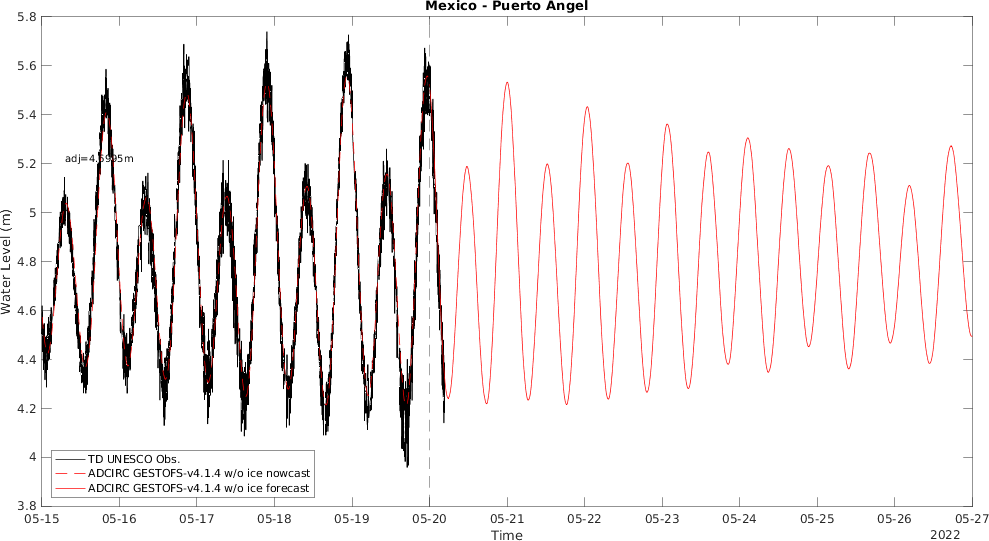 Mexico - Puerto Angel
5.8
5.6
5.4
5.2
5
4.8
4.6
4.4
4.2
4
3.8
Water Level (m)
adj=4.6995m
TD UNESCO Obs.
ADCIRC GESTOFS-v4.1.4 w/o ice nowcast
ADCIRC GESTOFS-v4.1.4 w/o ice forecast
05-15 05-16 05-17 05-18 05-19 05-20 05-21 05-22 05-23 05-24 05-25 05-26 05-27
Time
2022